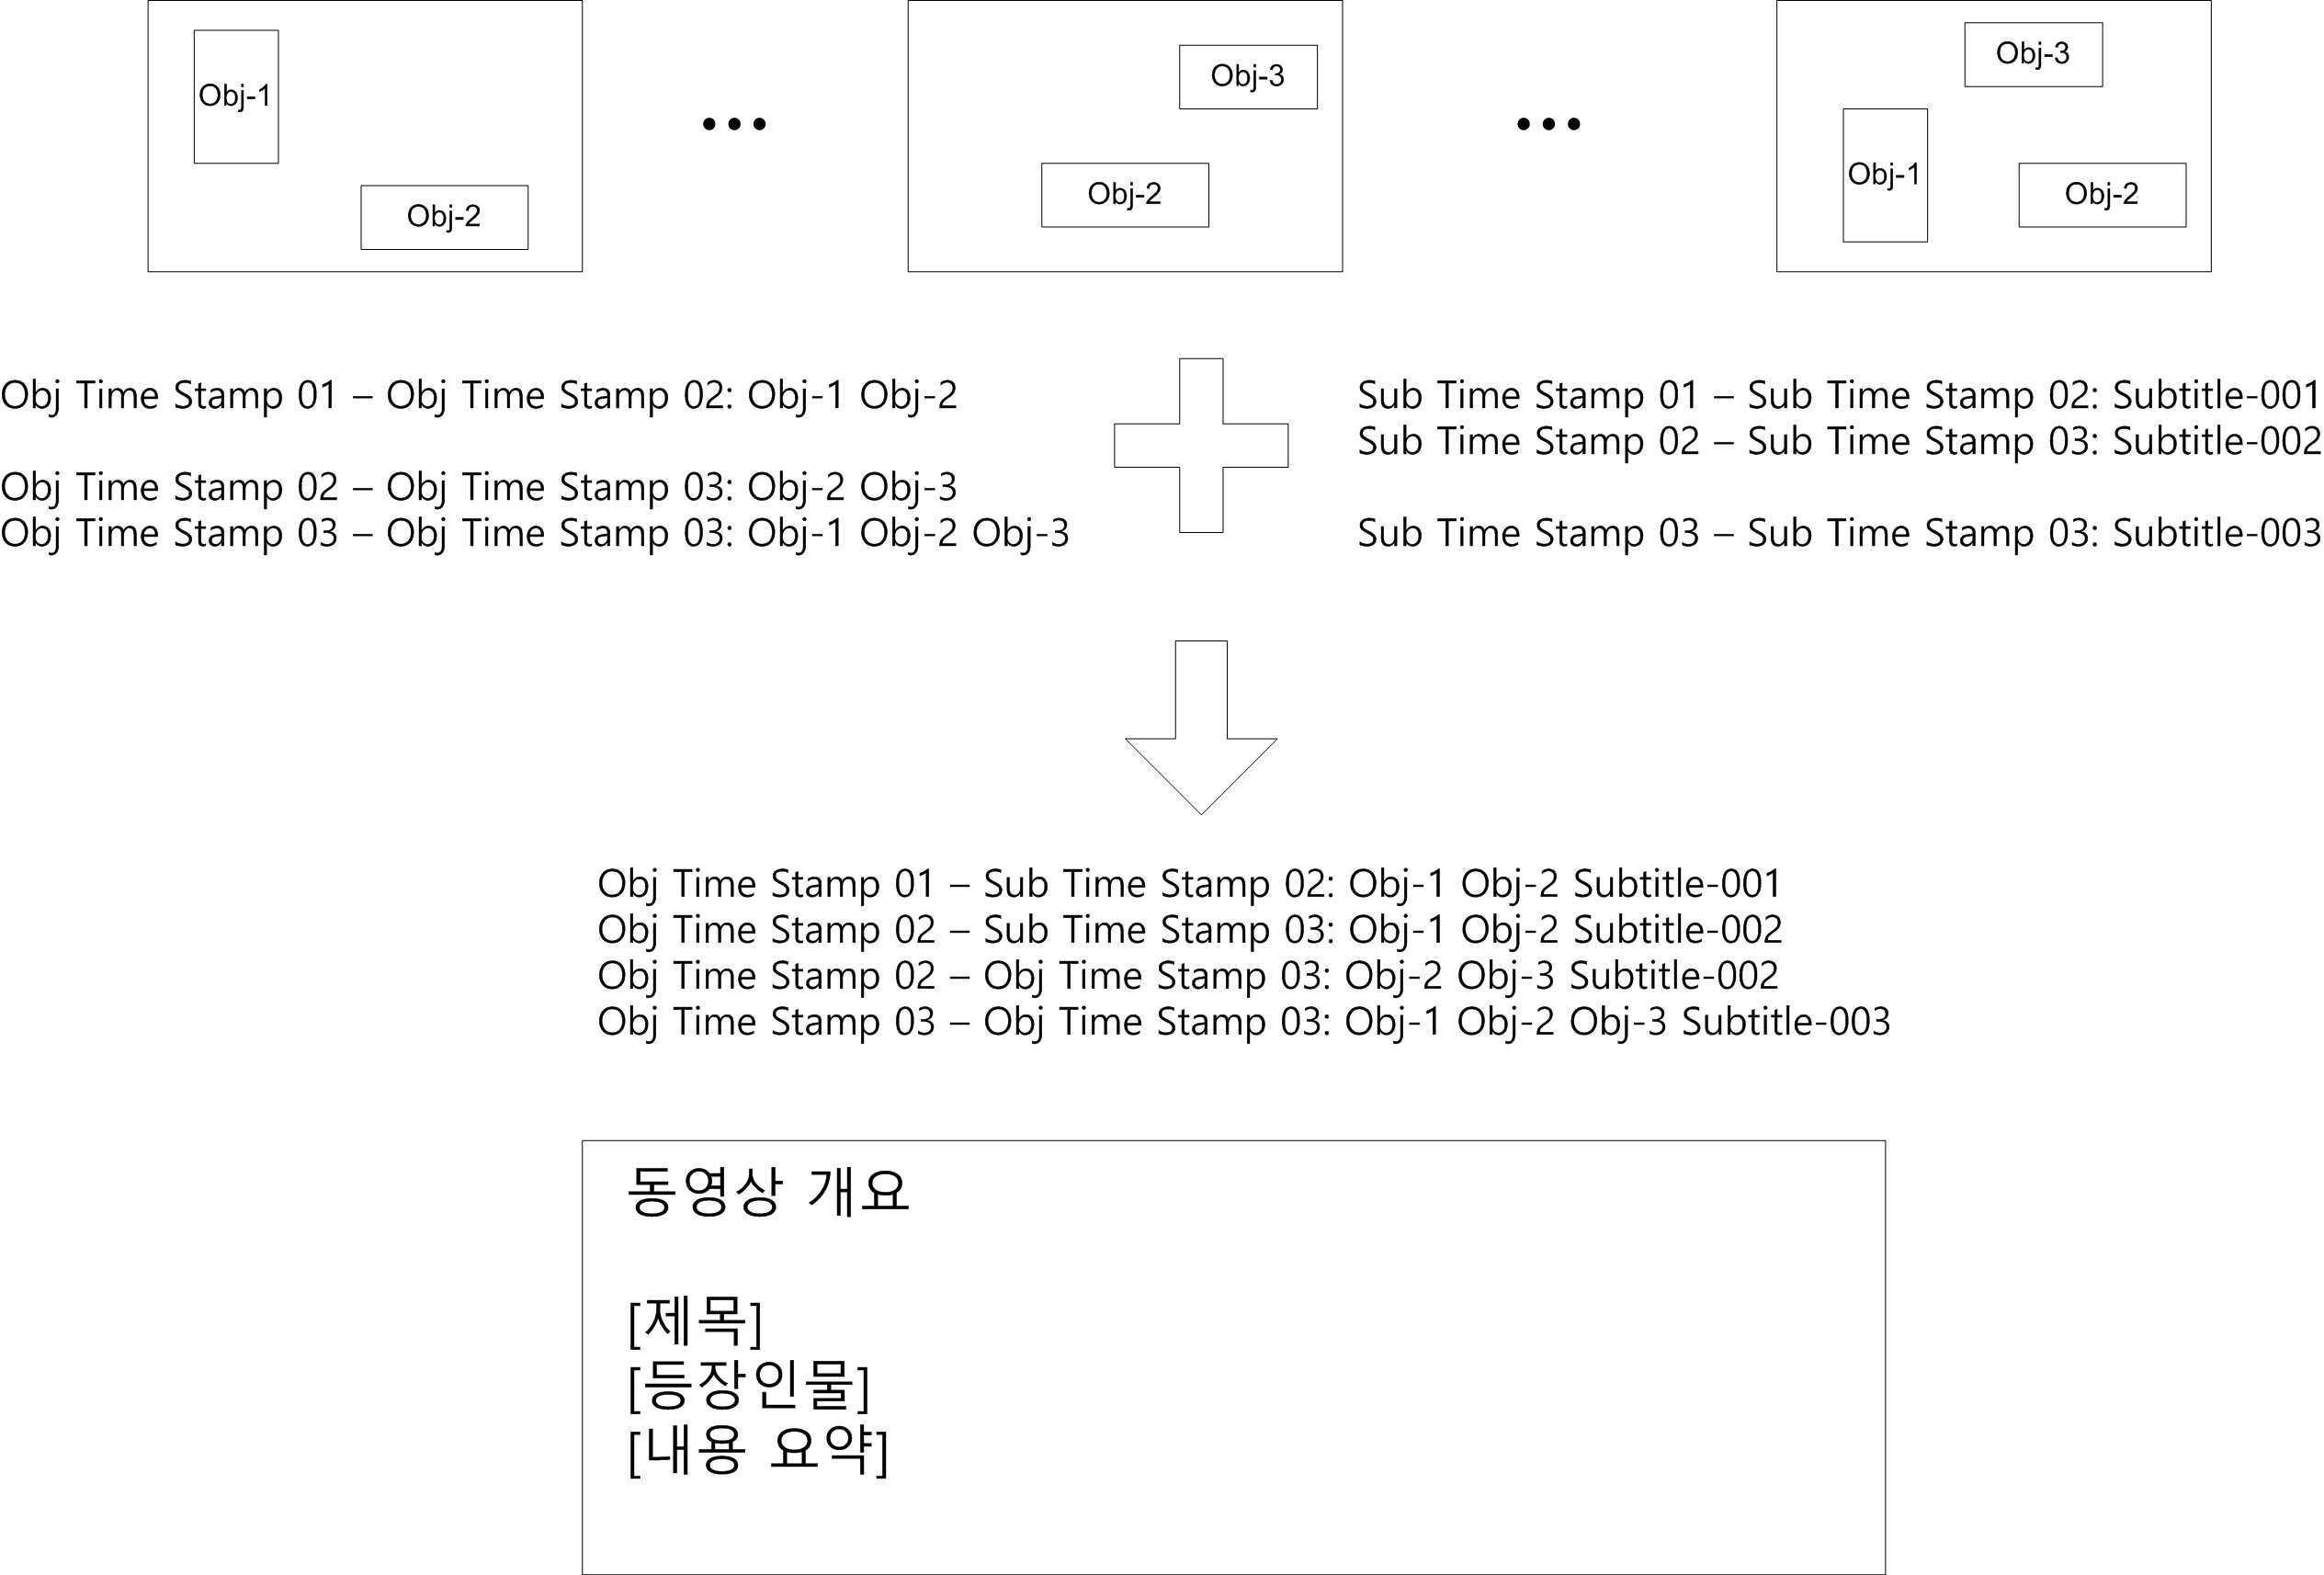 Obj-1
Obj-2
Obj-3
Obj-2
Obj-3
Obj-1
Obj-2
Obj Time Stamp 01 – Obj Time Stamp 02: Obj-1 Obj-2
Obj Time Stamp 02 – Obj Time Stamp 03: Obj-2 Obj-3
Obj Time Stamp 03 – Obj Time Stamp 03: Obj-1 Obj-2 Obj-3
Sub Time Stamp 01 – Sub Time Stamp 02: Subtitle-001
Sub Time Stamp 02 – Sub Time Stamp 03: Subtitle-002
Sub Time Stamp 03 – Sub Time Stamp 03: Subtitle-003
Obj Time Stamp 01 – Sub Time Stamp 02: Obj-1 Obj-2 Subtitle-001
Obj Time Stamp 02 – Sub Time Stamp 03: Obj-1 Obj-2 Subtitle-002
Obj Time Stamp 02 – Obj Time Stamp 03: Obj-2 Obj-3 Subtitle-002
Obj Time Stamp 03 – Obj Time Stamp 03: Obj-1 Obj-2 Obj-3 Subtitle-003
동영상 개요
[제목]
[등장인물]
[내용 요약]